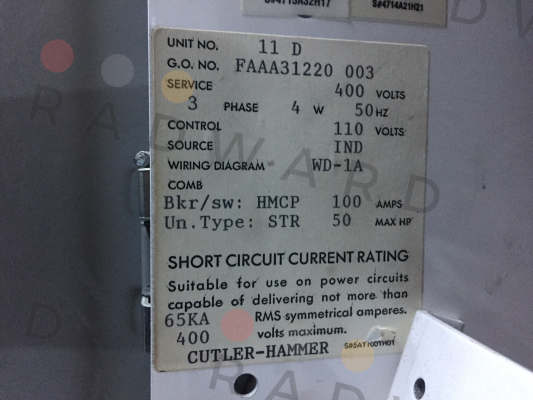 S#4714A21H21
UNIT NO. 11 D
G.O. NO. FAAA31220 003
SERVICE 400 VOLTS
3 PHASE 4 W 50 HZ
CONTROL 110 VOLTS
SOURCE IND
WIRING DIAGRAM WD-1A
COMB
Bkr/sw: HMCP 100 AMPS
Un.Type: STR 50 MAX HP
SHORT CIRCUIT CURRENT RATING
Suitable for use on power circuits
capable of delivering not more than
65KA RMS symmetrical amperes.
400 volts maximum.
CUTLER-HAMMER
RADWARD
RADW